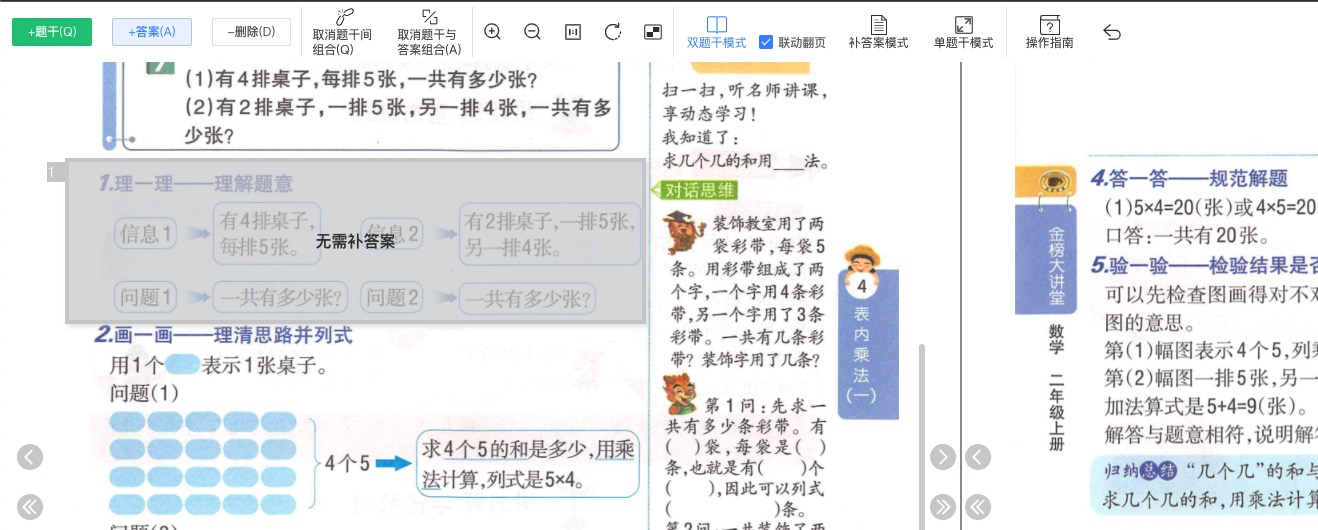 +题干(Q)
+答案(A)
-删除(D)
取消题干间
组合(Q)
取消题干与
答案组合(A)
双题干模式
联动翻页
补答案模式
单题干模式
操作指南
(1)有4排桌子,每排5张,一共有多少张?
(2)有2排桌子,一排5张,另一排4张,一共有多
少张?
1
1.理一理——理解题意
信息1
有4排桌子,
每排5张。
信息2
有2排桌子,一排5张,
另一排4张。
无需补答案
问题1
一共有多少张?
问题2
一共有多少张?
2.画一画——理清思路并列式
用1个 表示1张桌子。
问题(1)
4个5
求4个5的和是多少,用乘
法计算,列式是5×4。
扫一扫,听名师讲课,
享动态学习!
我知道了:
求几个几的和用___法。
对话思维
装饰教室用了两
袋彩带,每袋5
条。用彩带组成了两
个字,一个字用4条彩
带,另一个字用了3条
彩带。一共有几条彩
带?装饰字用了几条?
第1问:先求一
共有多少条彩带。有
( )袋,每袋是( )
条,也就是有( )个
( ),因此可以列式
( )条。
第2问:一共装饰了两
4
表内乘法(一)
金榜大讲堂
数学 二年级上册
4.答一答——规范解题
(1)5×4=20(张)或4×5=20
口答:一共有20张。
5.验一验——检验结果是否
可以先检查图画得对不对
图的意思。
第(1)幅图表示4个5,列乘
第(2)幅图一排5张,另一
加法算式是5+4=9(张)。
解答与题意相符,说明解答
归纳总结 “几个几”的和与
求几个几的和,用乘法计算